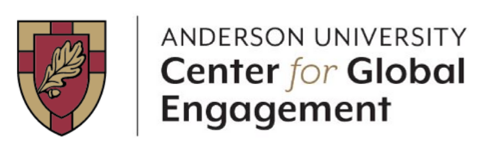 ANDERSON UNIVERSITY
Center for Global
Engagement